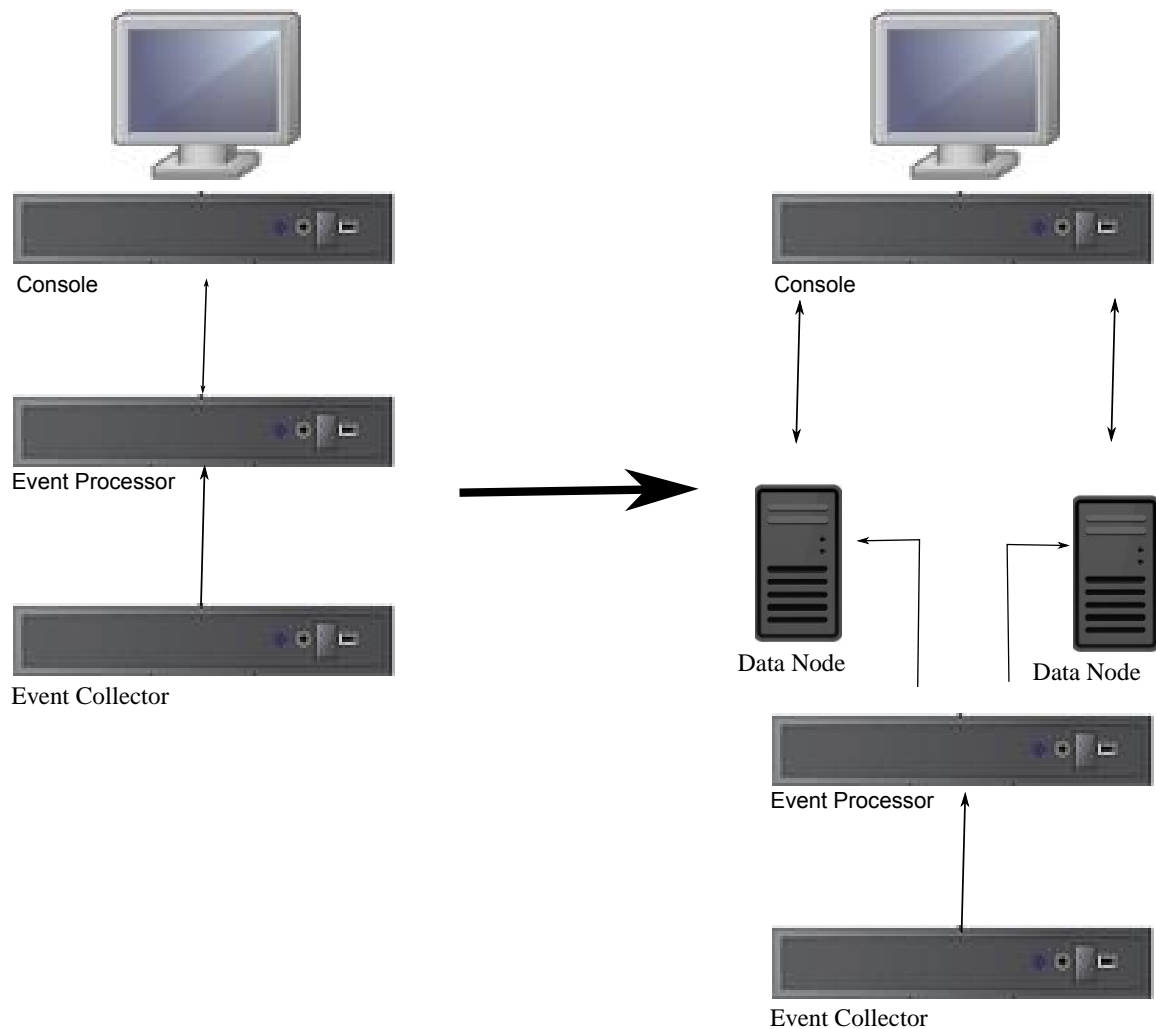 Console
Event Processor
Event Collector
Console
Data Node
Data Node
Event Processor
Event Collector